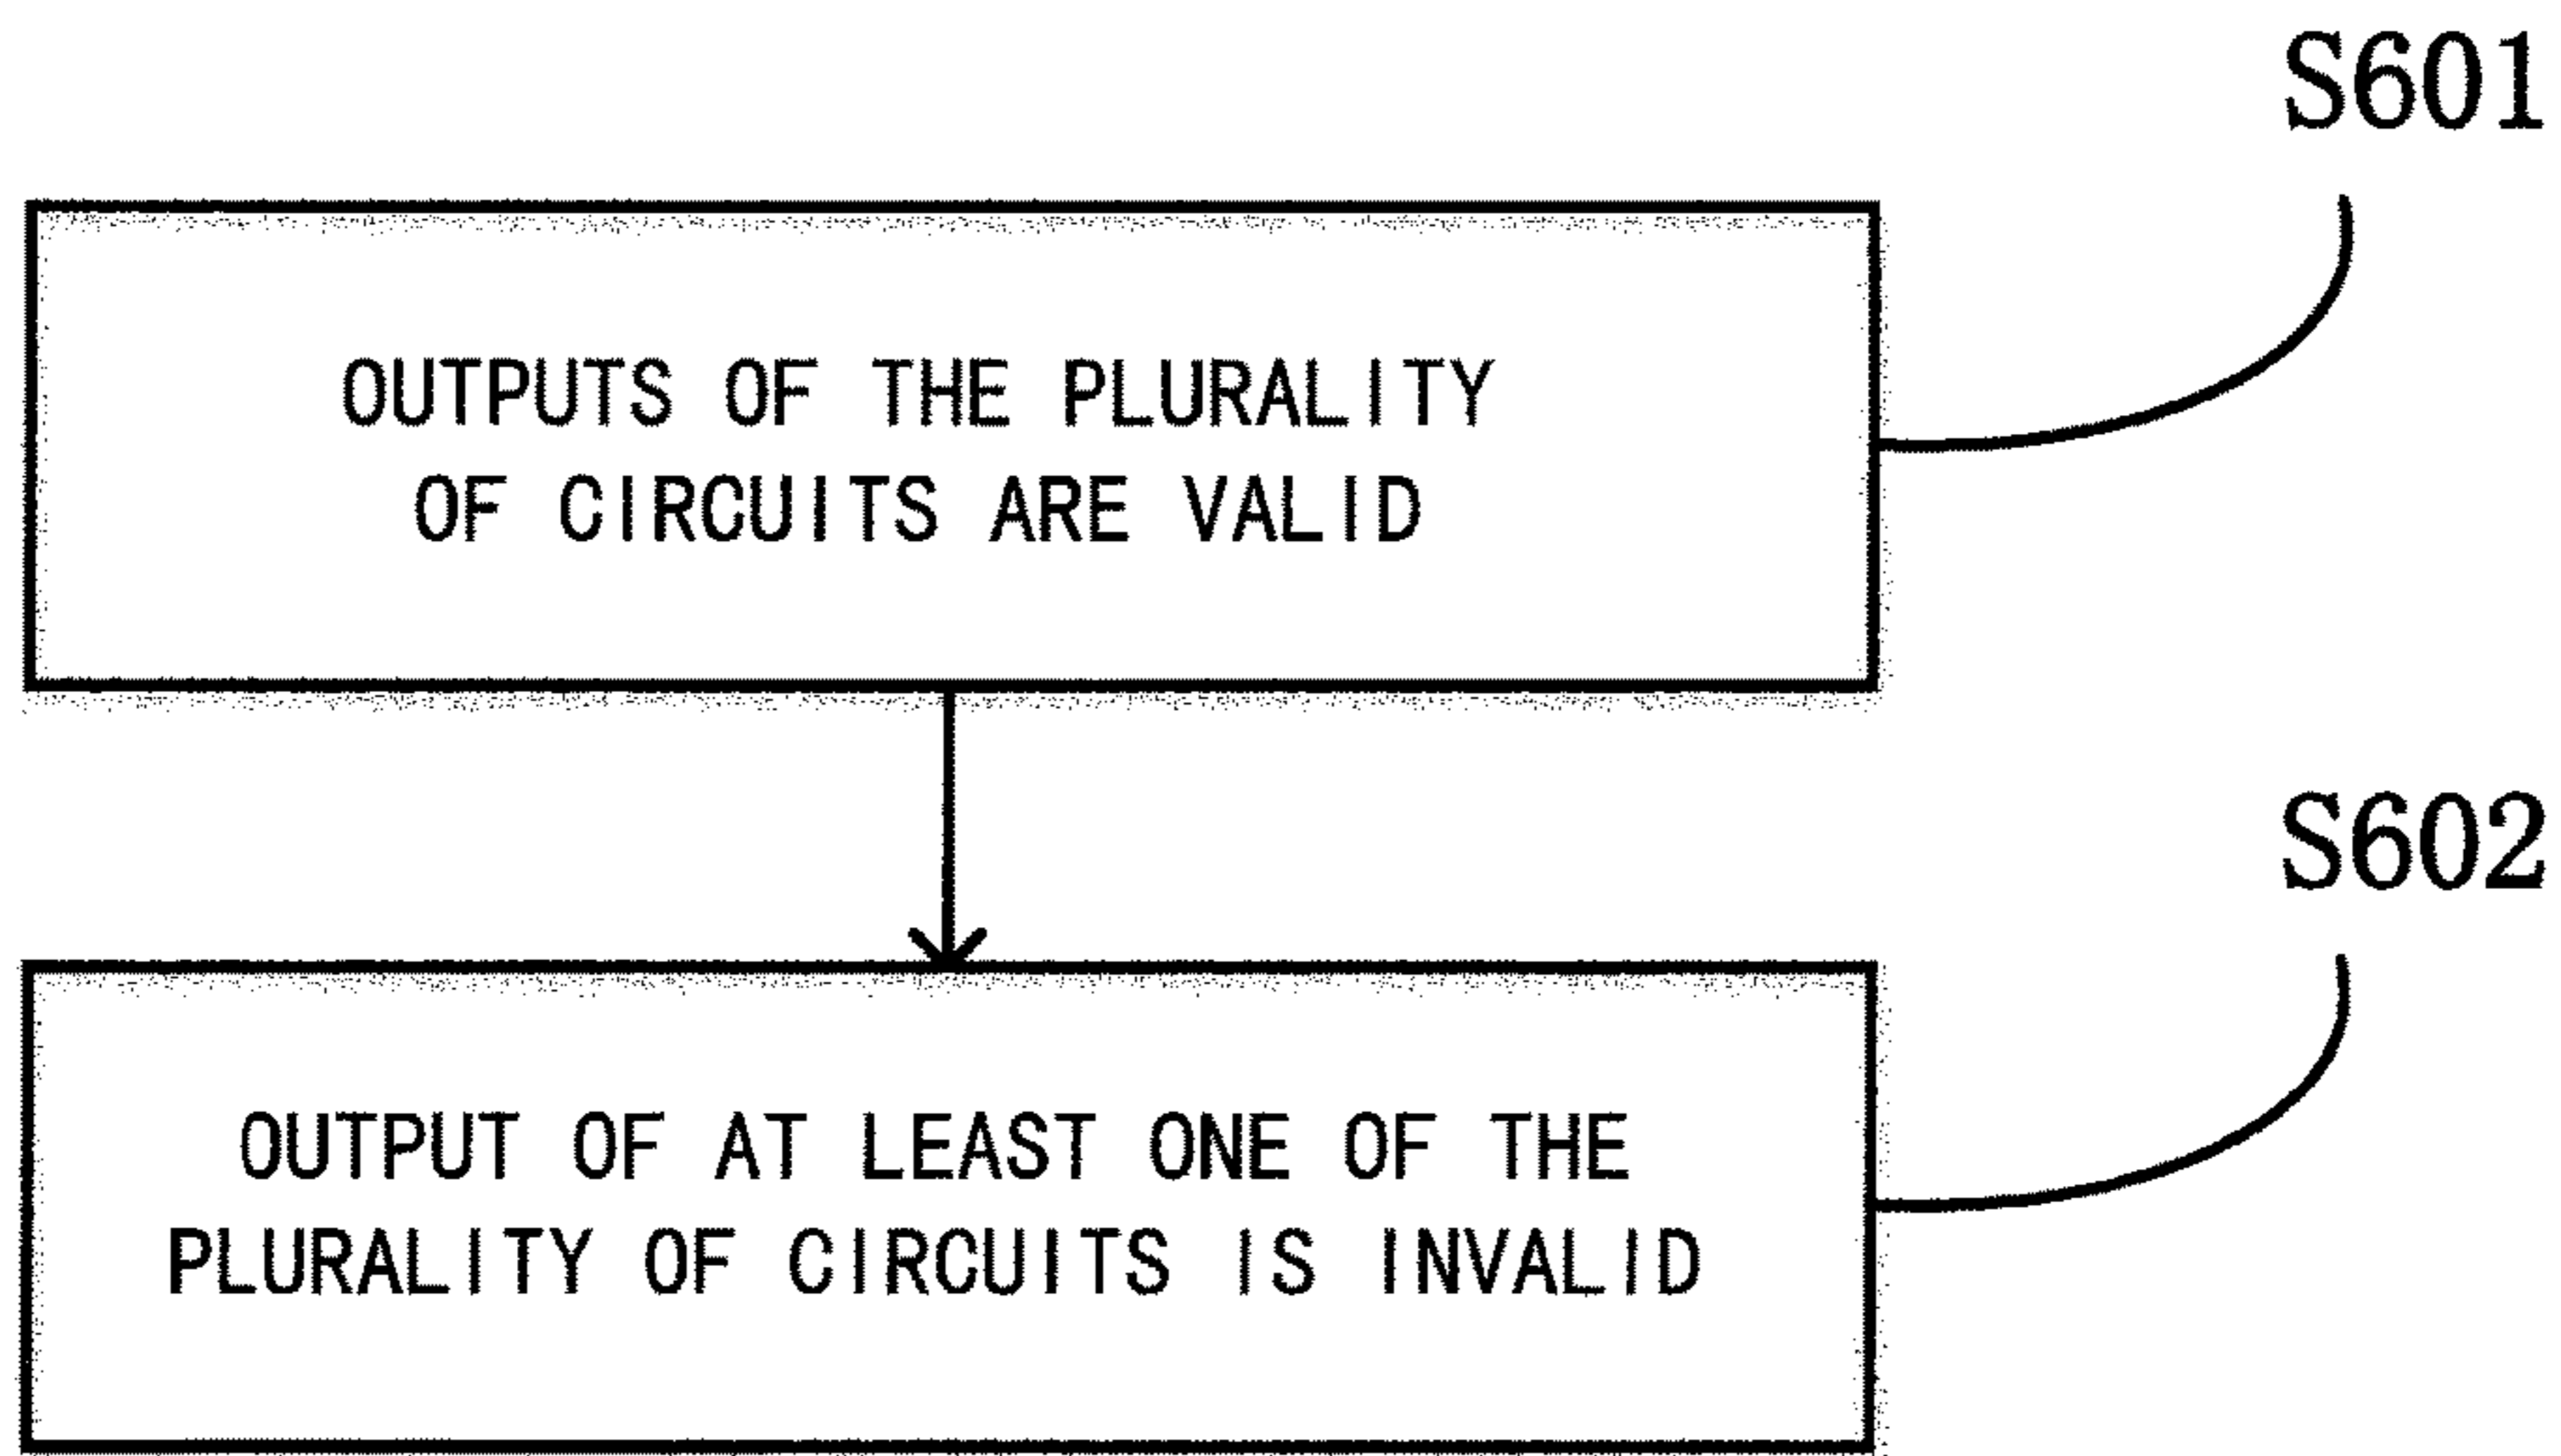 S601
OUTPUTS OF THE PLURALITY
OF CIRCUITS ARE VALID
S602
OUTPUT OF AT LEAST ONE OF THE
PLURALITY OF CIRCUITS IS INVALID